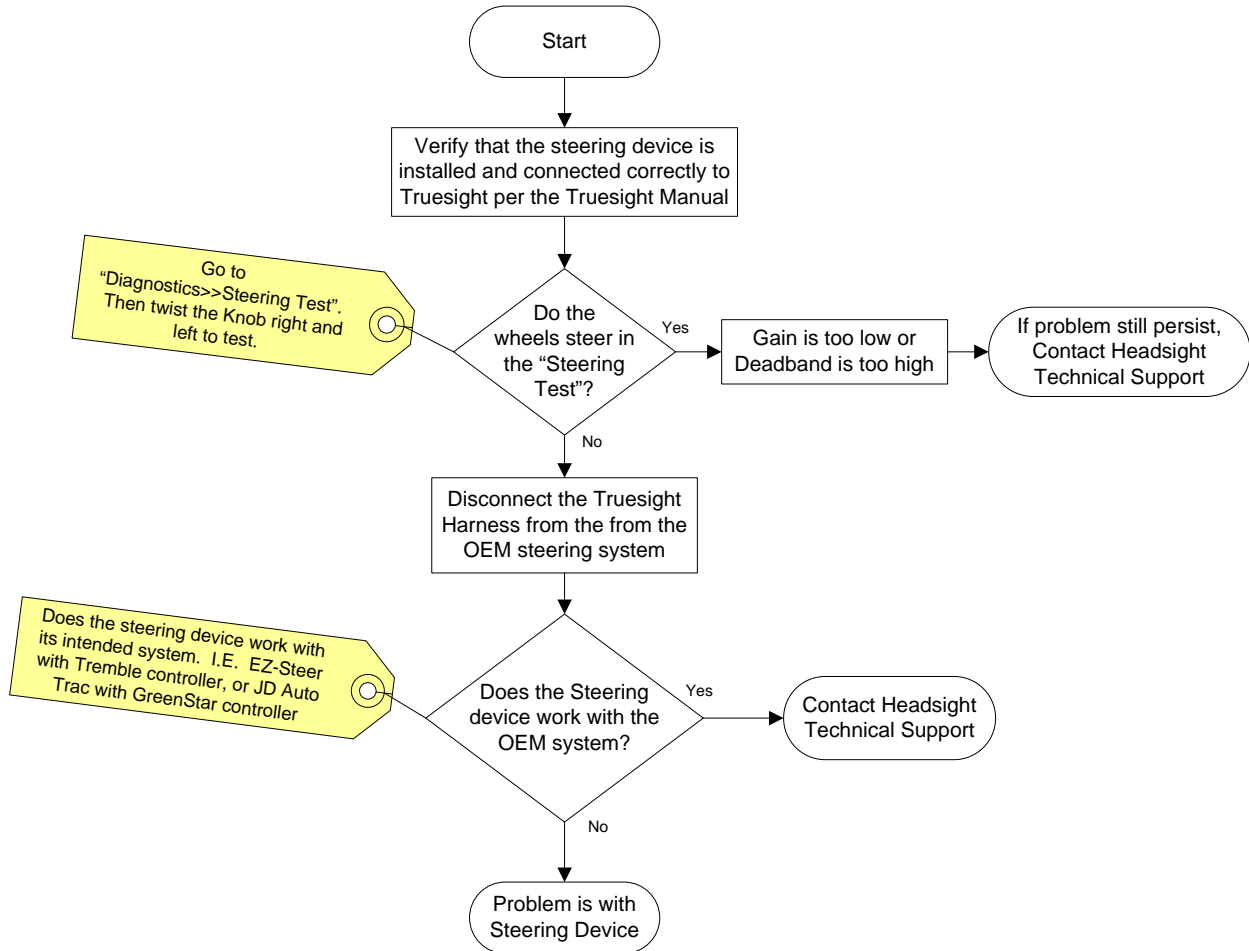 Start
Verify that the steering device is
installed and connected correctly to
Truesight per the Truesight Manual
Go to
“Diagnostics>>Steering Test”.
Then twist the Knob right and
left to test.
Do the
wheels steer in
the “Steering
Test”?
Yes
Gain is too low or
Deadband is too high
If problem still persist,
Contact Headsight
Technical Support
No
Disconnect the Truesight
Harness from the from the
OEM steering system
Does the steering device work with
its intended system. I.E. EZ-Steer
with Tremble controller, or JD Auto
Trac with GreenStar controller
Does the Steering
device work with the
OEM system?
Yes
Contact Headsight
Technical Support
No
Problem is with
Steering Device